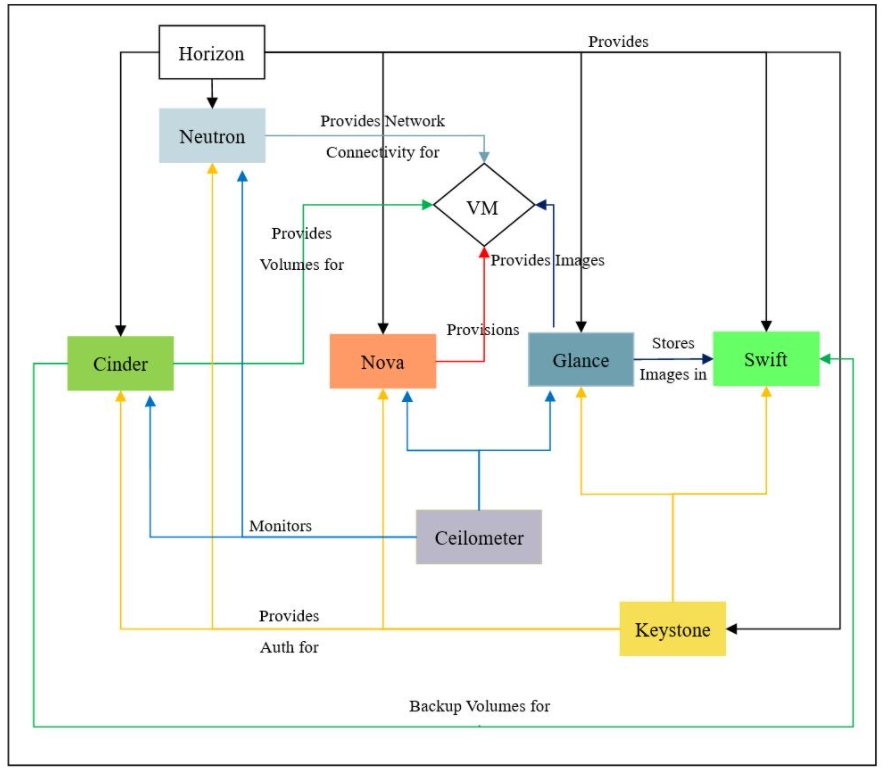 Provides
Horizon
Neutron
Provides Network
Connectivity for
VM
Provides
Volumes for
Provides Images
Provisions
Cinder
Nova
Glance
Stores
Images in
Swift
Monitors
Ceilometer
Provides
Auth for
Keystone
Backup Volumes for